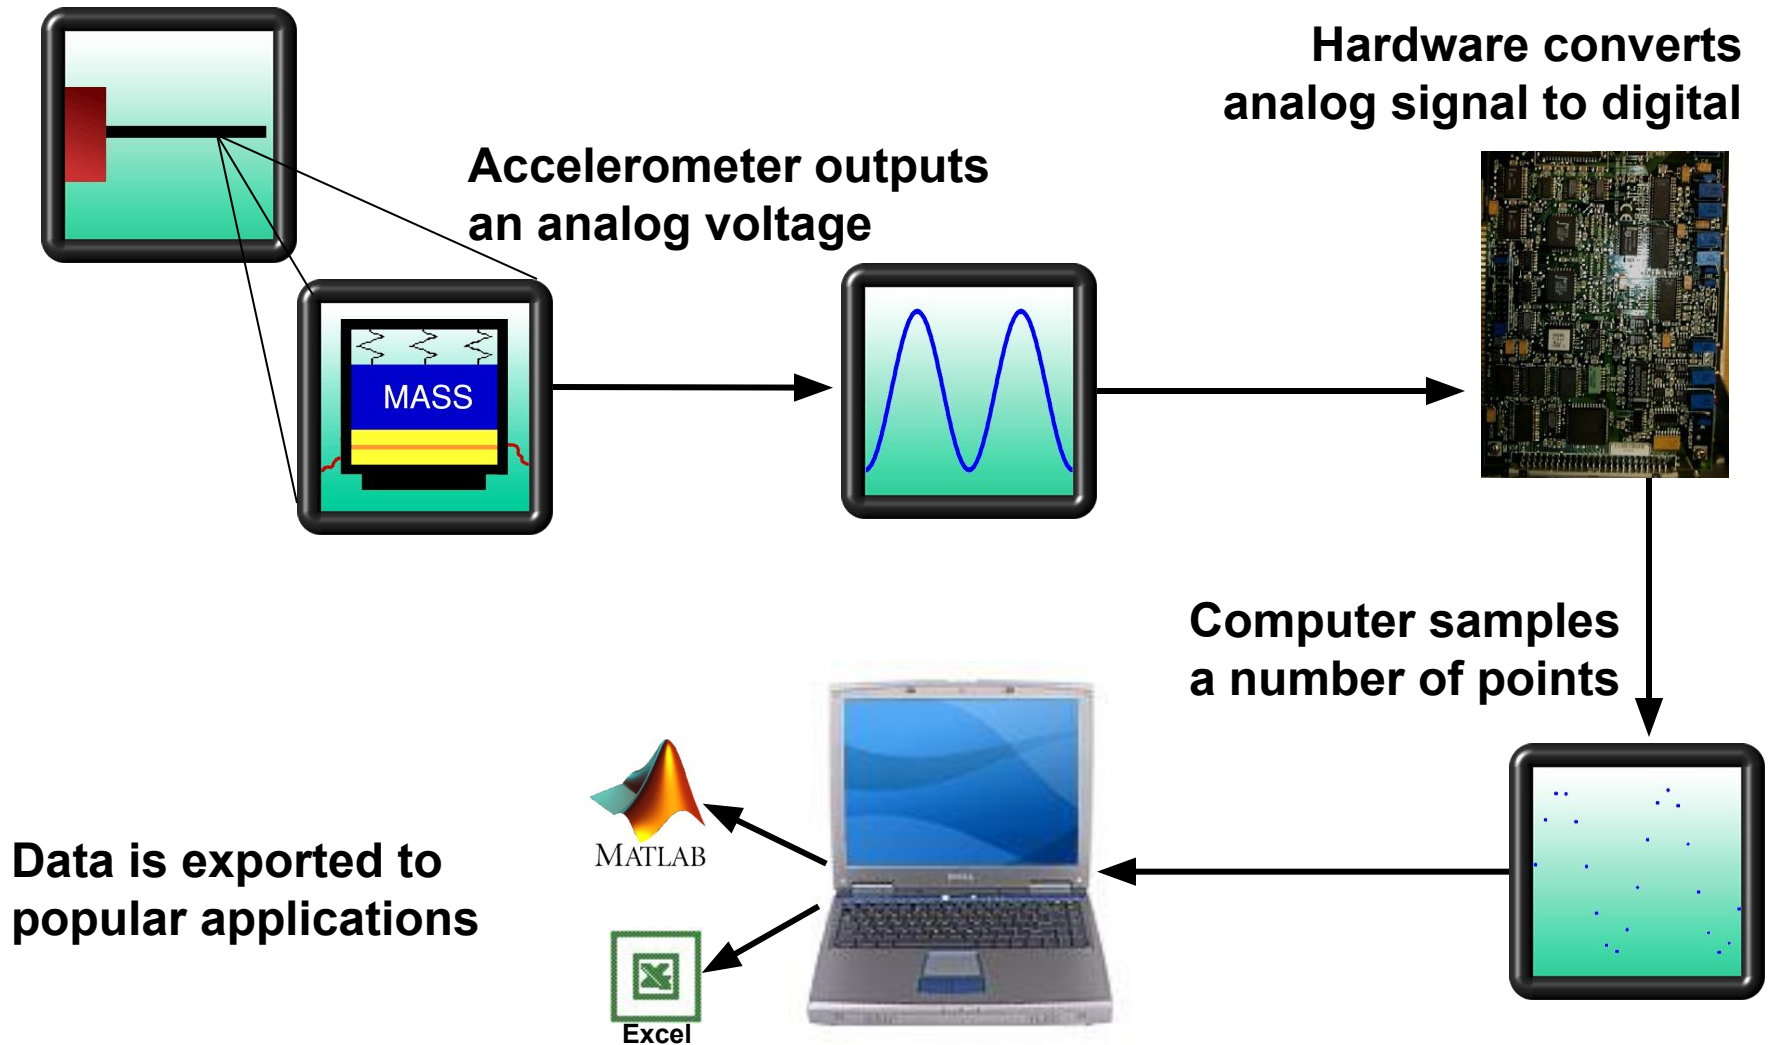 Hardware converts
analog signal to digital
Accelerometer outputs
an analog voltage
MASS
Computer samples
a number of points
MATLAB
Data is exported to
popular applications
Excel